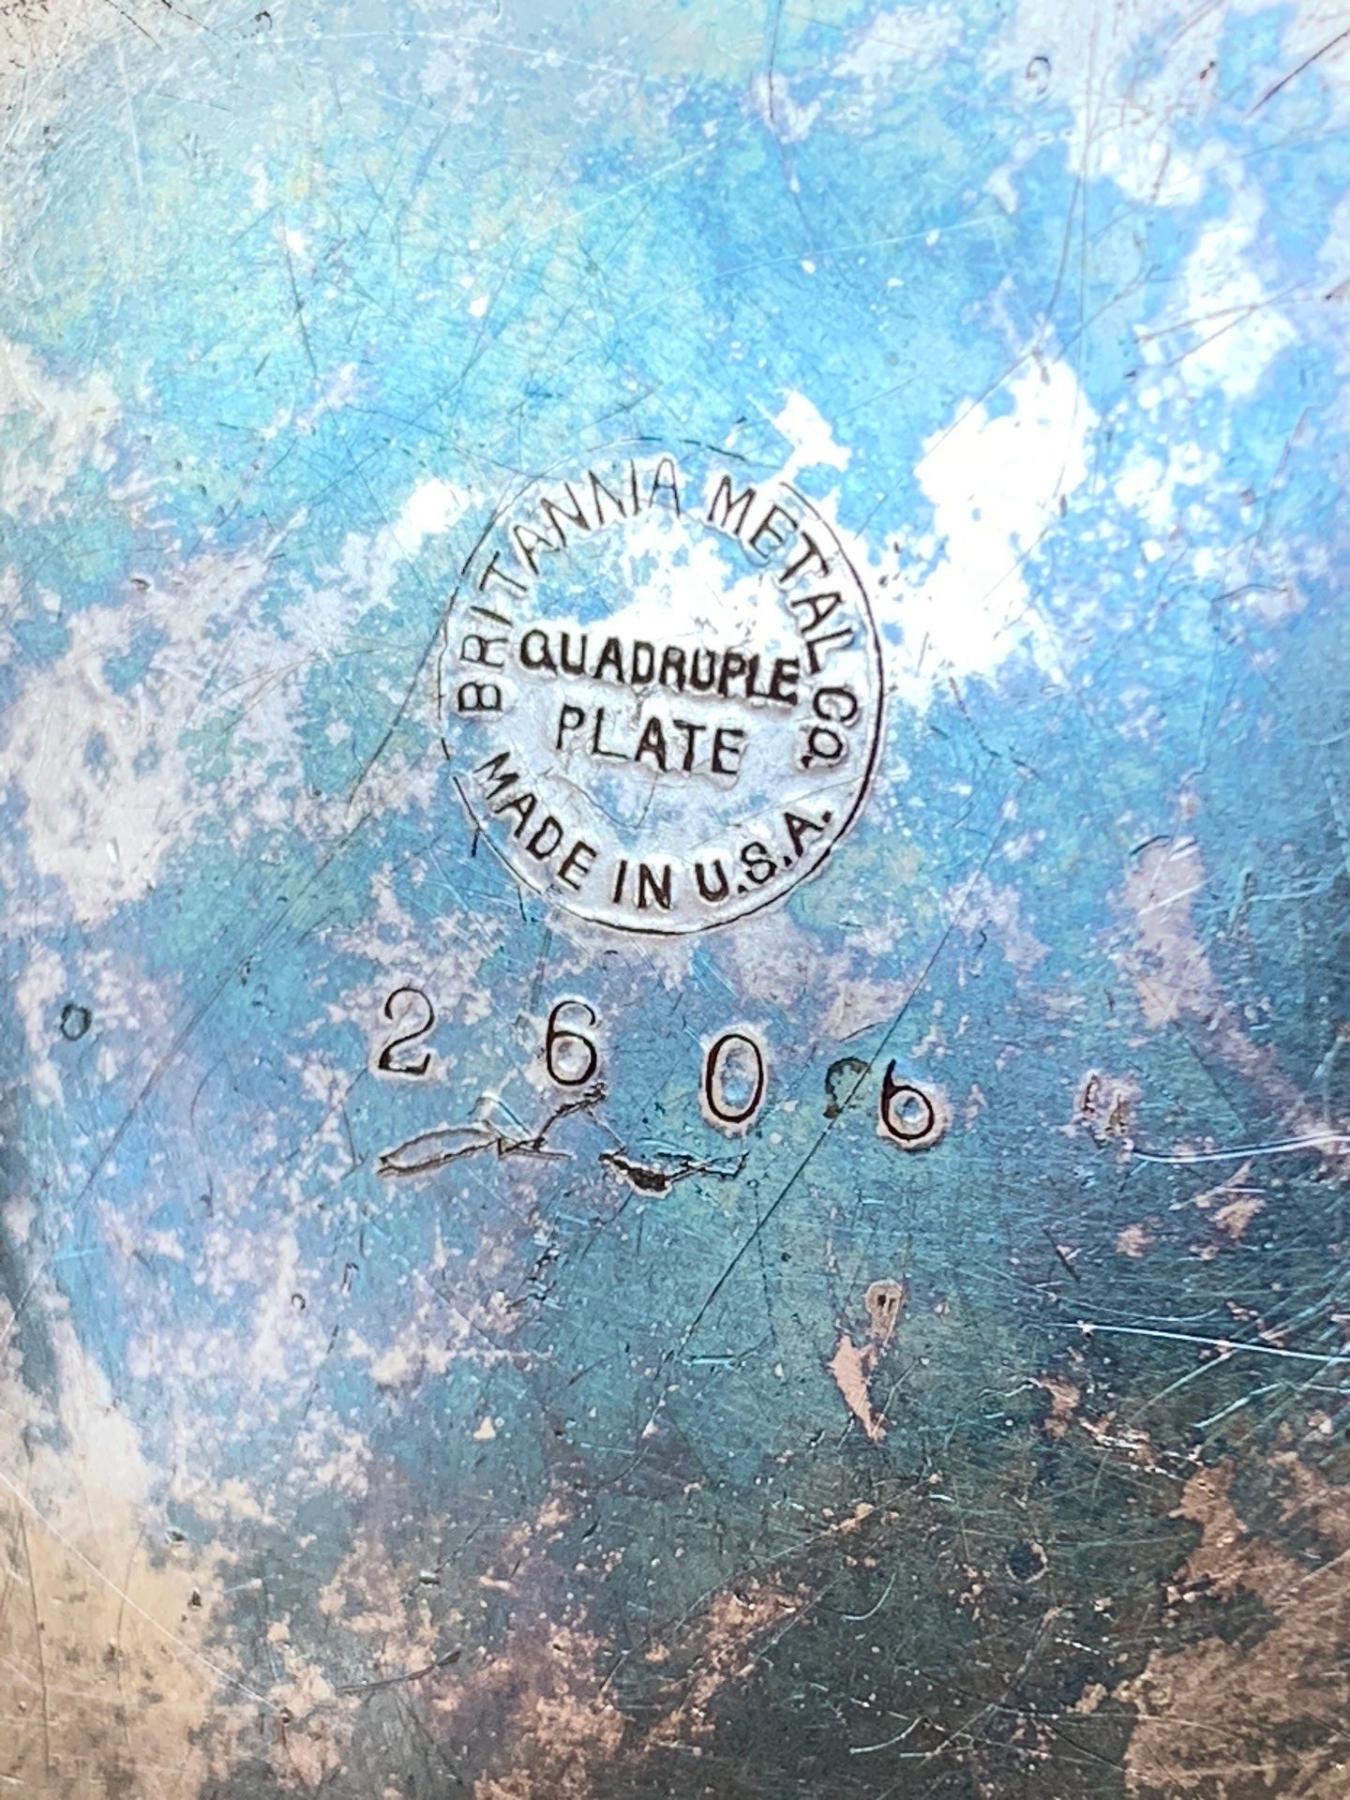 BRITANNIA METAL CO.
QUADRUPLE
PLATE
MADE IN U.S.A.
2606